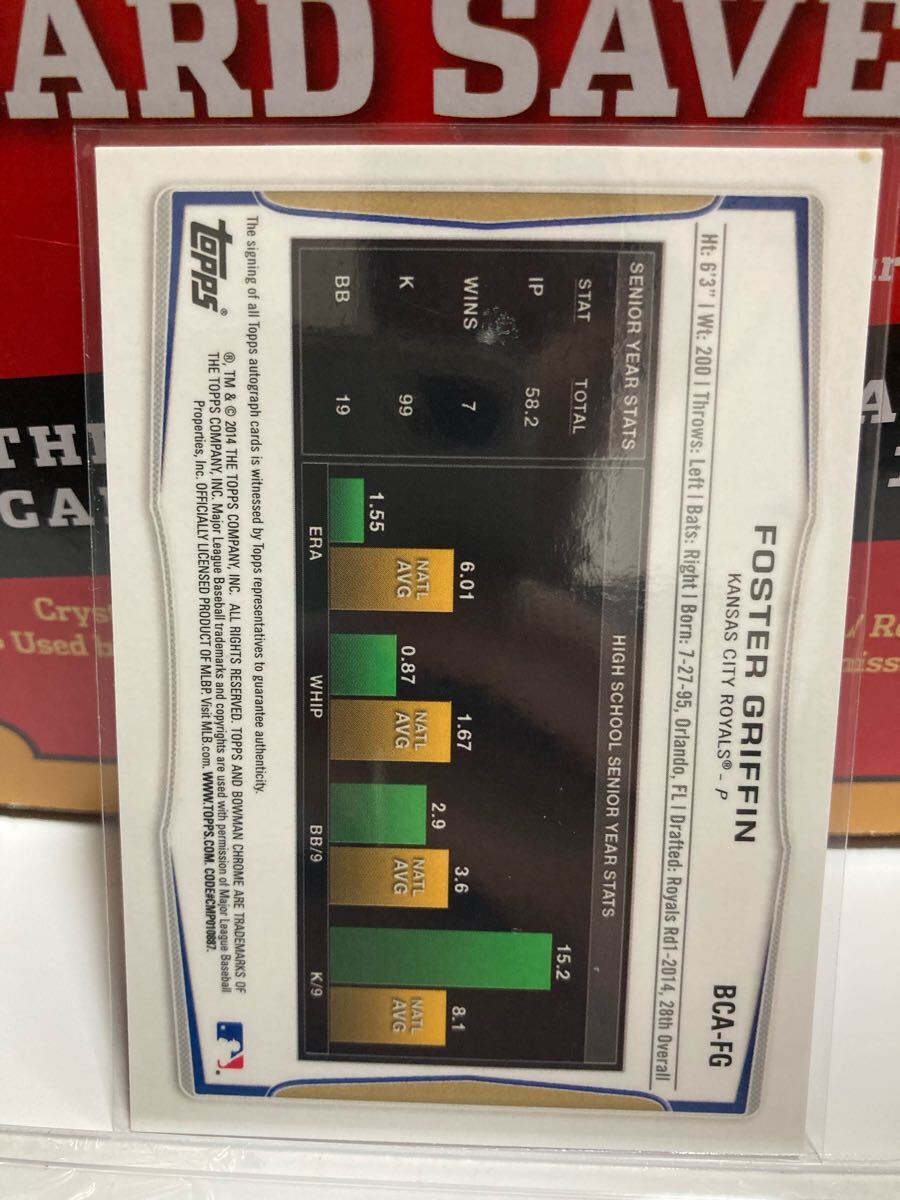 ARD SAVE
TH
CA
Crys
Used b
FOSTER GRIFFIN
BCA-FG
KANSAS CITY ROYALS® - P
Ht: 6'3" | Wt: 200 | Throws: Left | Bats: Right | Born: 7-27-95, Orlando, FL | Drafted: Royals Rd1-2014, 28th Overall
SENIOR YEAR STATS
STAT TOTAL
IP 58.2
WINS 7
K 99
BB 19
HIGH SCHOOL SENIOR YEAR STATS
1.55 6.01 0.87 1.67 2.9 3.6 15.2 8.1
NATL AVG NATL AVG NATL AVG NATL AVG
ERA WHIP BB/9 K/9
The signing of all Topps autograph cards is witnessed by Topps representatives to guarantee authenticity.
topps®
®, TM & © 2014 THE TOPPS COMPANY, INC. ALL RIGHTS RESERVED. TOPPS AND BOWMAN CHROME ARE TRADEMARKS OF
THE TOPPS COMPANY, INC. Major League Baseball trademarks and copyrights are used with permission of Major League Baseball
Properties, Inc. OFFICIALLY LICENSED PRODUCT OF MLBP. Visit MLB.com. WWW.TOPPS.COM. CODE#CMP010887.